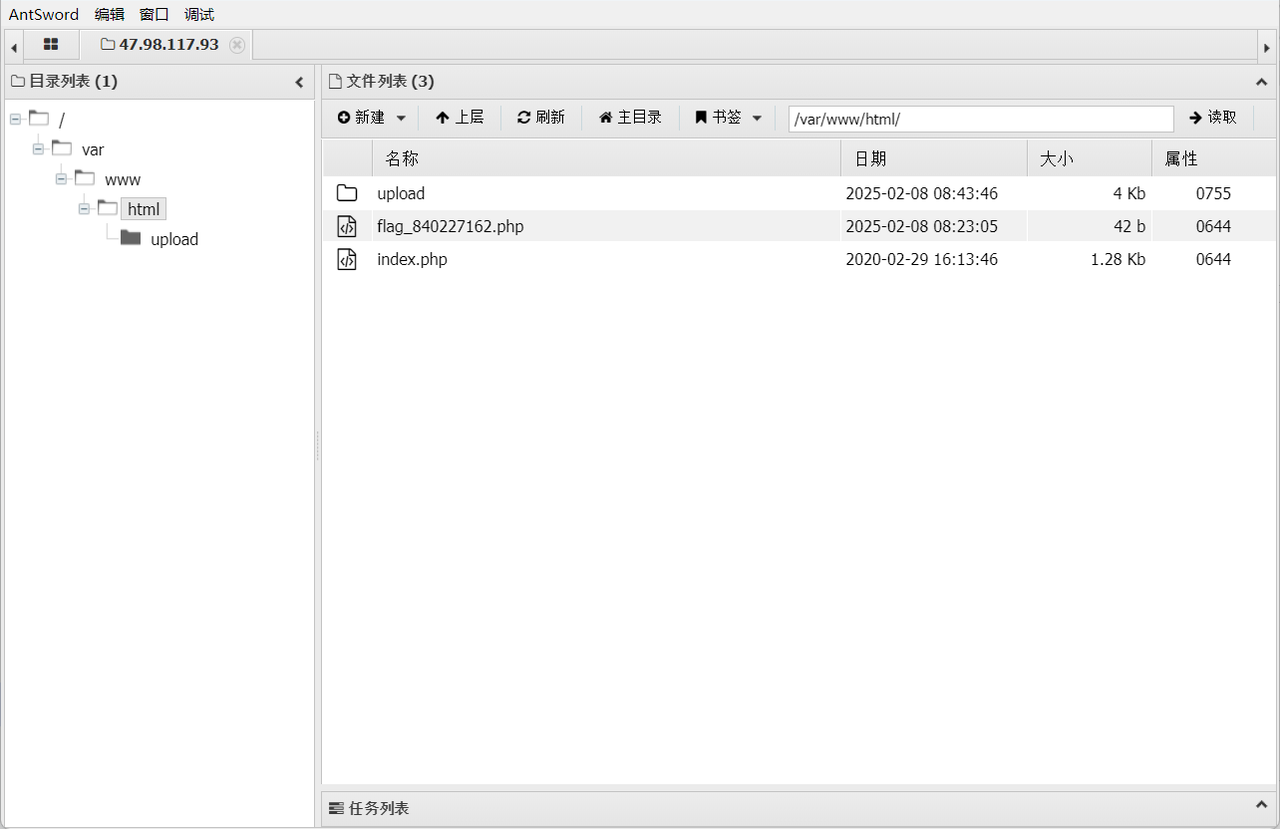 AntSword 编辑 窗口 调试
47.98.117.93
目录列表 (1)
/
var
www
html
upload
文件列表 (3)
新建 上层 刷新 主目录 书签 /var/www/html/ 读取
名称 日期 大小 属性
upload 2025-02-08 08:43:46 4 Kb 0755
flag_840227162.php 2025-02-08 08:23:05 42 b 0644
index.php 2020-02-29 16:13:46 1.28 Kb 0644
任务列表